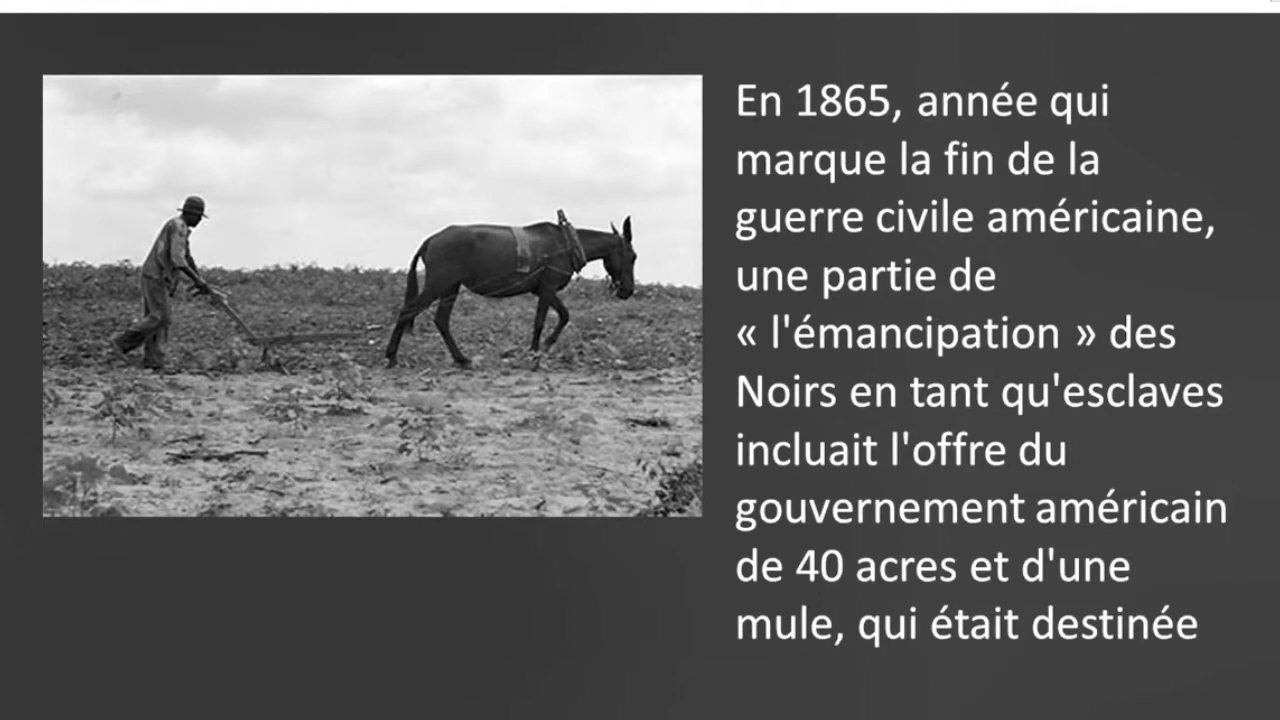 En 1865, année qui
marque la fin de la
guerre civile américaine,
une partie de
« l'émancipation » des
Noirs en tant qu'esclaves
incluait l'offre du
gouvernement américain
de 40 acres et d'une
mule, qui était destinée